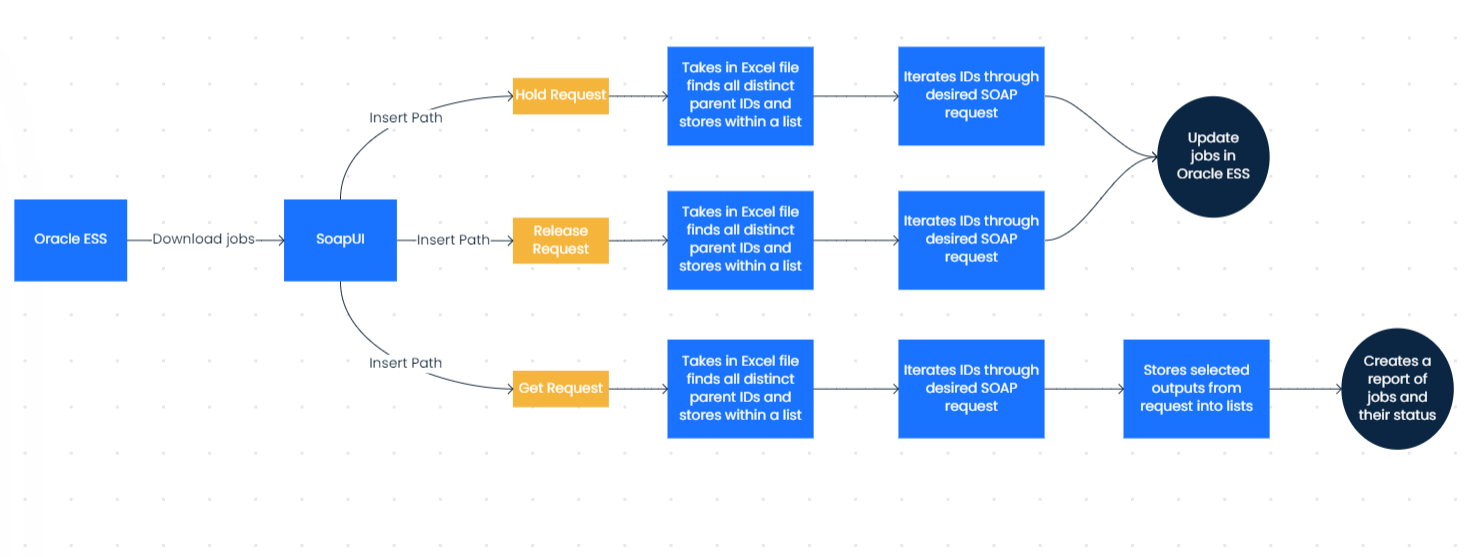 Oracle ESS
Download jobs
SoapUI
Insert Path
Hold Request
Takes in Excel file
finds all distinct
parent IDs and
stores within a list
Iterates IDs through
desired SOAP
request
Insert Path
Release
Request
Takes in Excel file
finds all distinct
parent IDs and
stores within a list
Iterates IDs through
desired SOAP
request
Update
jobs in
Oracle ESS
Insert Path
Get Request
Takes in Excel file
finds all distinct
parent IDs and
stores within a list
Iterates IDs through
desired SOAP
request
Stores selected
outputs from
request into lists
Creates a
report of
jobs and
their status